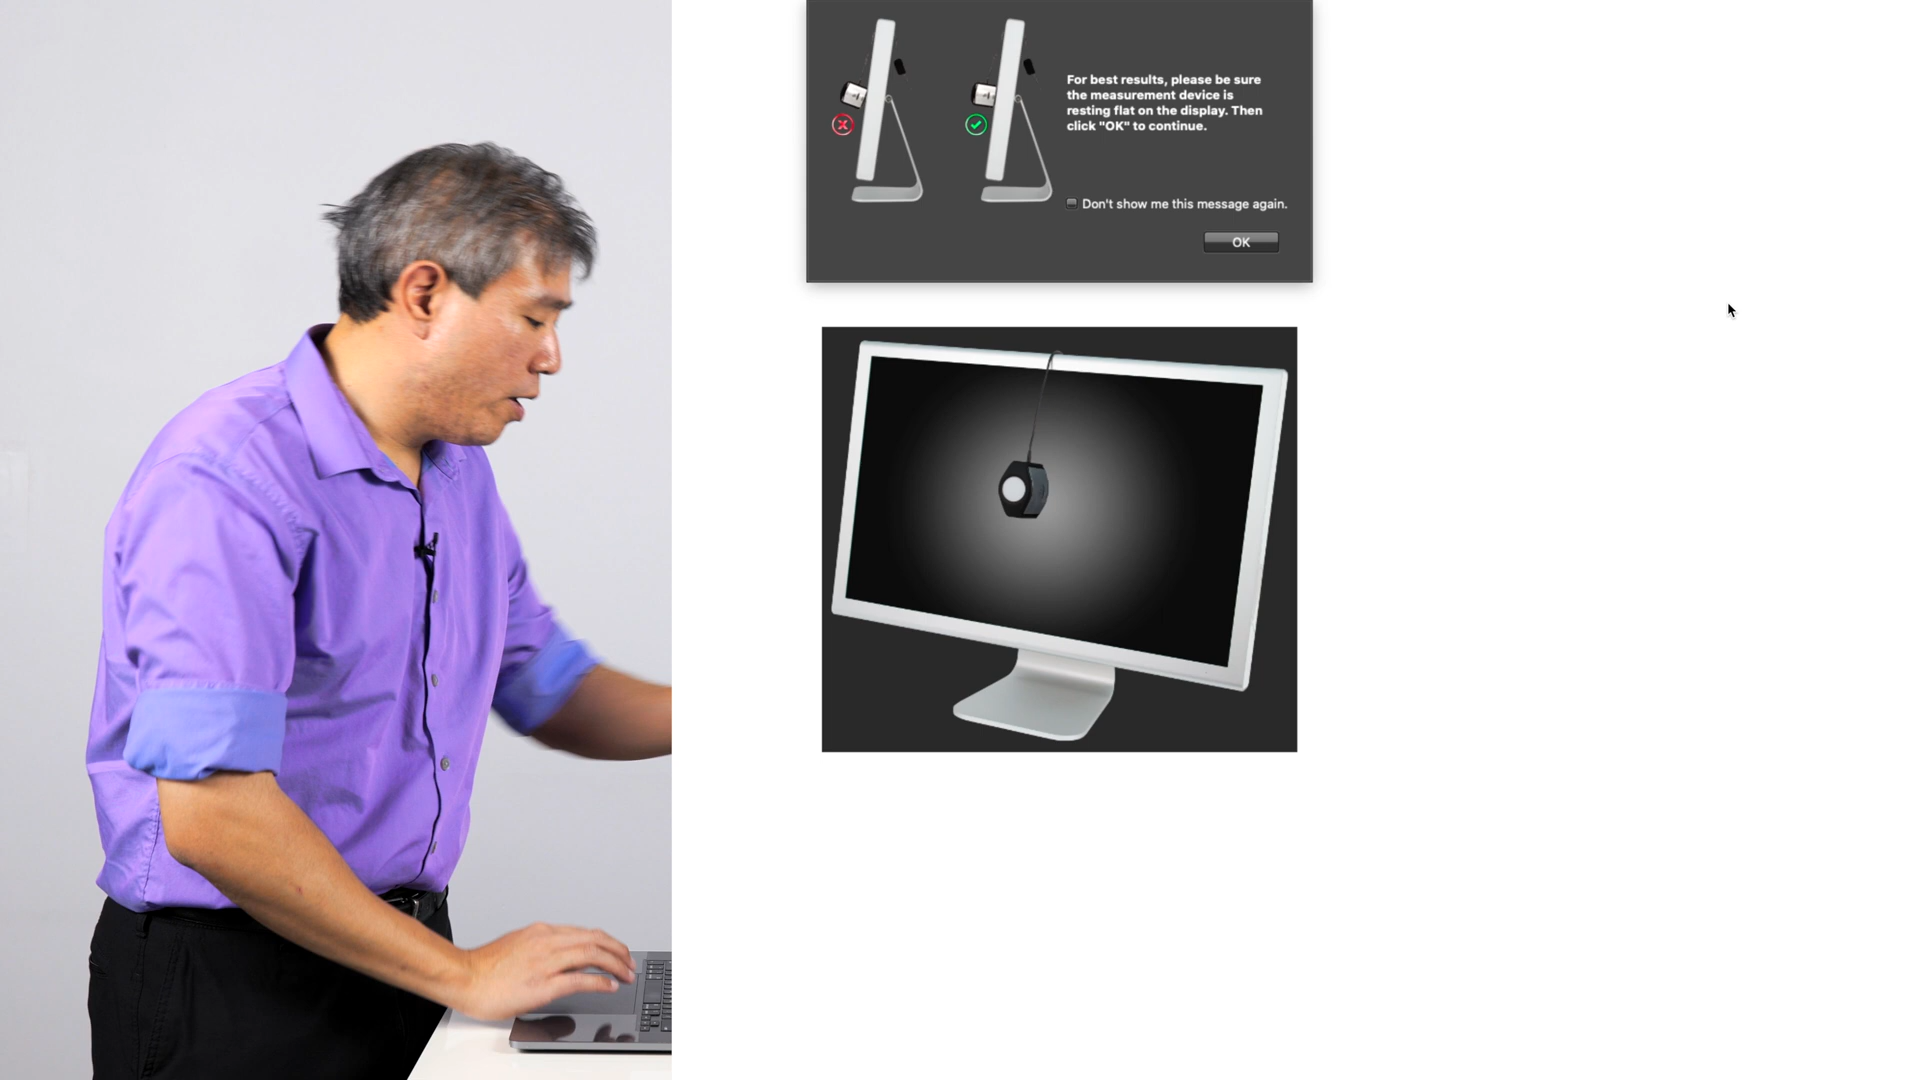 For best results, please be sure
the measurement device is
resting flat on the display. Then
click "OK" to continue.
Don't show me this message again.
OK